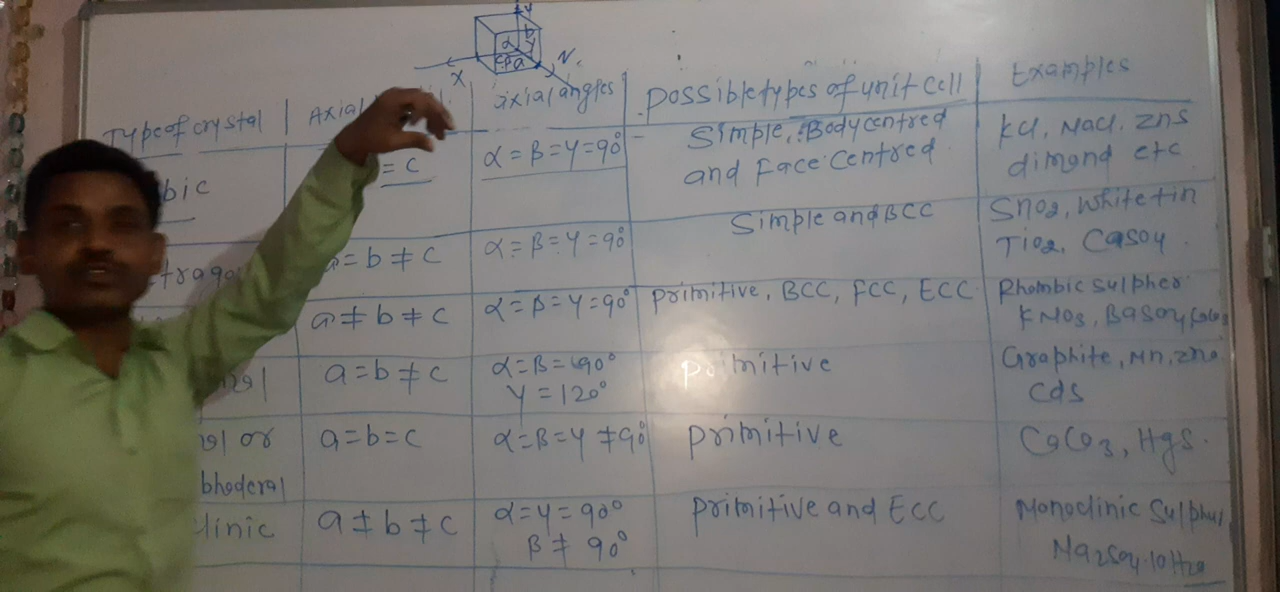 y
b
α γ
a
X
Type of crystal | Axial | axial angles | possible types of unit cell | Examples
bic | = c | α = β = γ = 90° | Simple, Body centred | KCl, NaCl, ZnS
and Face Centred | dimond etc
tragon | a = b ≠ c | α = β = γ = 90° | Simple and BCC | SnO2, White tin
TiO2, CaSO4
a ≠ b ≠ c | α = β = γ = 90° | primitive, BCC, FCC, ECC | Rhombic Sulpher
KNO3, BaSO4
a = b ≠ c | α = β = 90° | primitive | Graphite, Mn, ZnO
γ = 120° | CdS
al or | a = b = c | α = β = γ ≠ 90° | primitive | CaCO3, HgS.
bhoderal
linic | a ≠ b ≠ c | α = γ = 90° | primitive and ECC | Monoclinic Sulphur
β ≠ 90° | Na2SO4.10H2O